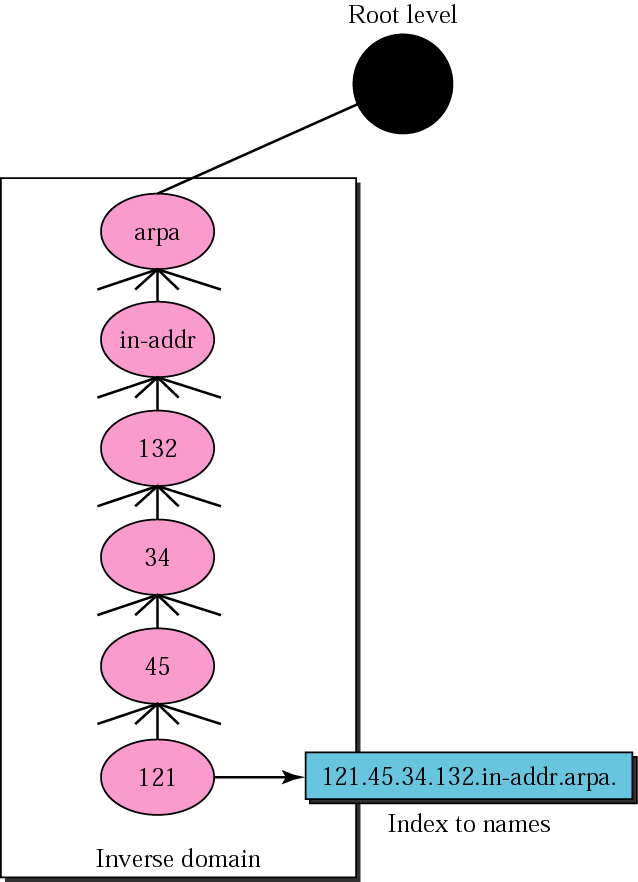 Root level
arpa
in-addr
132
34
45
121
121.45.34.132.in-addr.arpa.
Index to names
Inverse domain